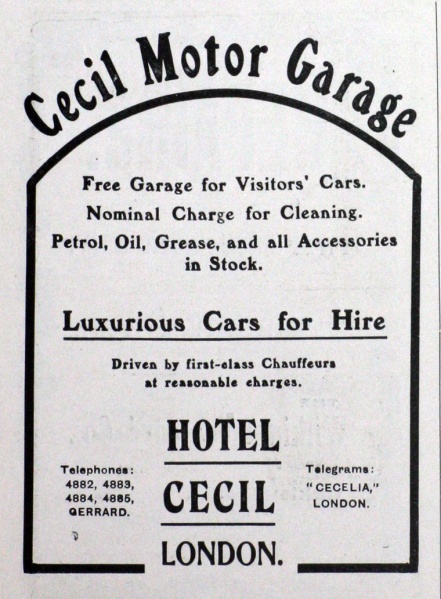 Cecil Motor Garage
Free Garage for Visitors' Cars.
Nominal Charge for Cleaning.
Petrol, Oil, Grease, and all Accessories
in Stock.
Luxurious Cars for Hire
Driven by first-class Chauffeurs
at reasonable charges.
HOTEL
CECIL
LONDON.
Telephones:
4882, 4883,
4884, 4885,
GERRARD.
Telegrams:
"CECELIA,"
LONDON.